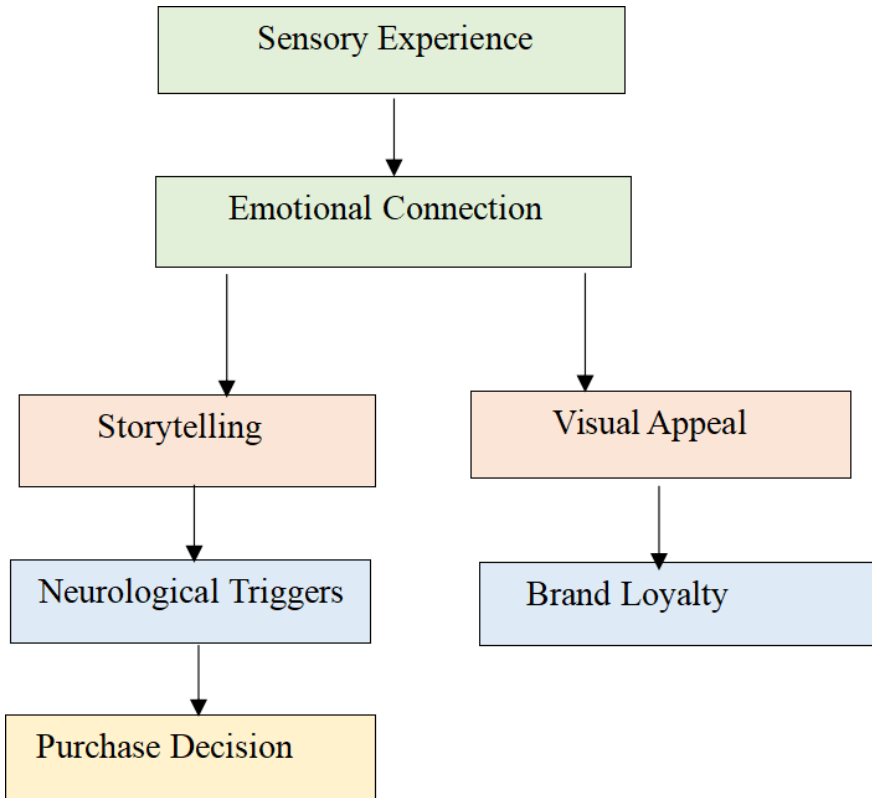 Sensory Experience
Emotional Connection
Storytelling
Visual Appeal
Neurological Triggers
Brand Loyalty
Purchase Decision